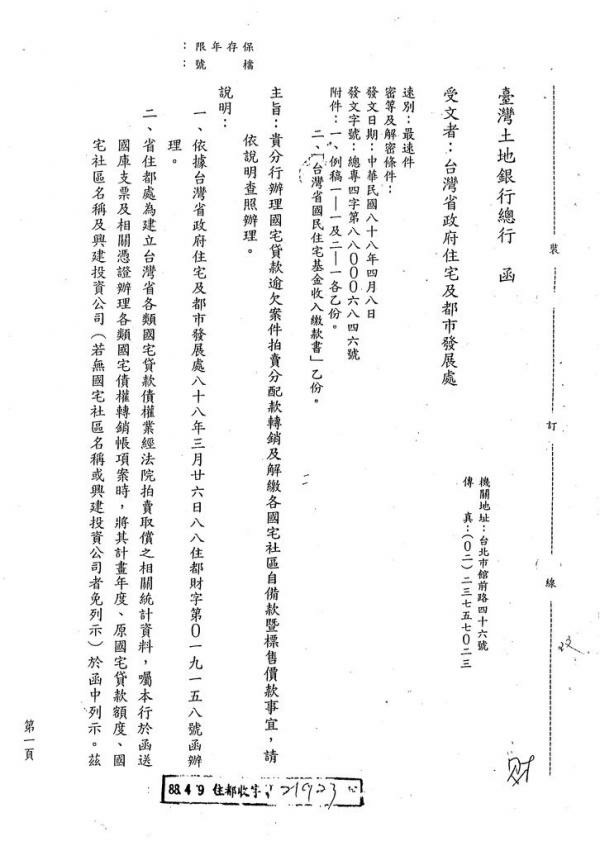 保存年限：
檔號：
裝
訂
線
臺灣土地銀行總行　函
機關地址：台北市館前路四十六號
傳　真：（０二）二三七五七０二三
受文者：台灣省政府住宅及都市發展處
速別：最速件
密等及解密條件：
發文日期：中華民國八十八年四月八日
發文字號：總專四字第八八０００六八四六號
附件：一、例稿一—一及二—一各乙份。
二、「台灣省國民住宅基金收入繳款書」乙份。
主旨：貴分行辦理國宅貸款逾欠案件拍賣分配款轉銷及解繳各國宅社區自備款暨標售價款事宜，請
依說明查照辦理。
說明：
一、依據台灣省政府住宅及都市發展處八十八年三月廿六日八八住都財字第０一九一五八號函辦
理。
二、省住都處為建立台灣省各類國宅貸款債權業經法院拍賣取償之相關統計資料，囑本行於函送
國庫支票及相關憑證辦理各類國宅債權轉銷帳項案時，將其計畫年度、原國宅貸款額度、國
宅社區名稱及興建投資公司（若無國宅社區名稱或興建投資公司者免列示）於函中列示。茲
第一頁
財
88.4 9 住都收字 21923